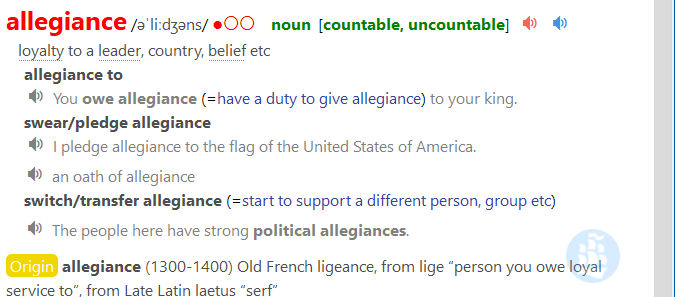 allegiance /əˈliːdʒəns/ ●○○ noun [countable, uncountable]
loyalty to a leader, country, belief etc
allegiance to
You owe allegiance (=have a duty to give allegiance) to your king.
swear/pledge allegiance
I pledge allegiance to the flag of the United States of America.
an oath of allegiance
switch/transfer allegiance (=start to support a different person, group etc)
The people here have strong political allegiances.
Origin allegiance (1300-1400) Old French ligeance, from lige “person you owe loyal
service to”, from Late Latin laetus “serf”